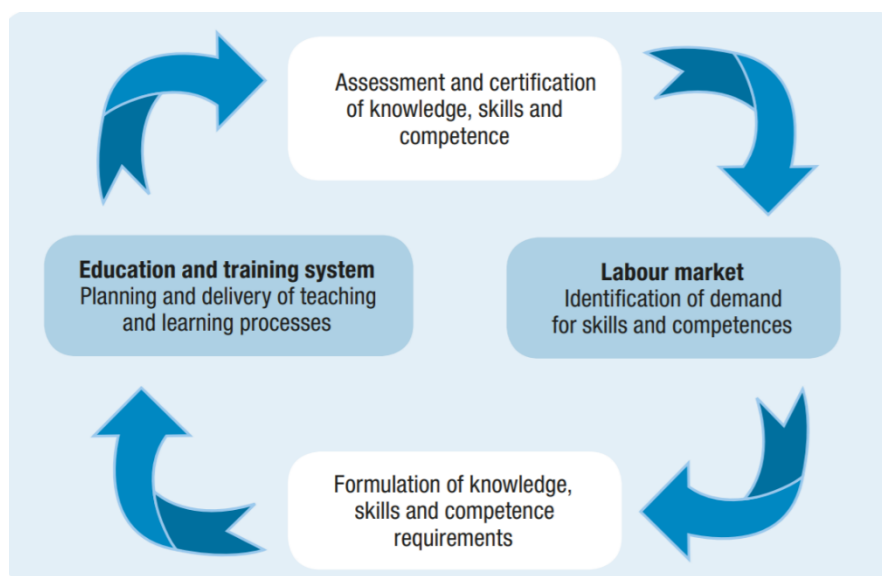 Assessment and certification
of knowledge, skills and
competence
Education and training system
Planning and delivery of teaching
and learning processes
Labour market
Identification of demand
for skills and competences
Formulation of knowledge,
skills and competence
requirements